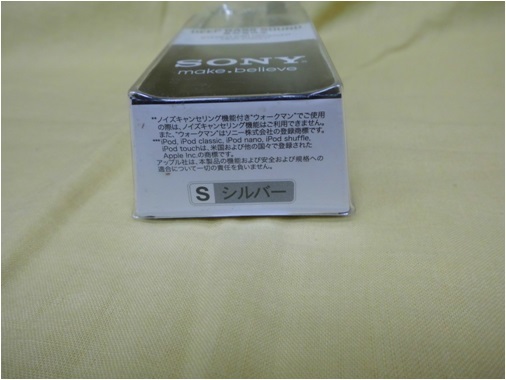 DEEP BASS SOUND
SONY
make.believe
**ノイズキャンセリング機能付き"ウォークマン"でご使用
の際は、ノイズキャンセリング機能はご利用できません。
また、"ウォークマン"はソニー株式会社の登録商標です。
***iPod、iPod classic、iPod nano、iPod shuffle、
iPod touchは、米国および他の国々で登録された
Apple Inc.の商標です。
アップル社は、本製品の機能および安全および規格への
適合について一切の責任を負いません。
S シルバー